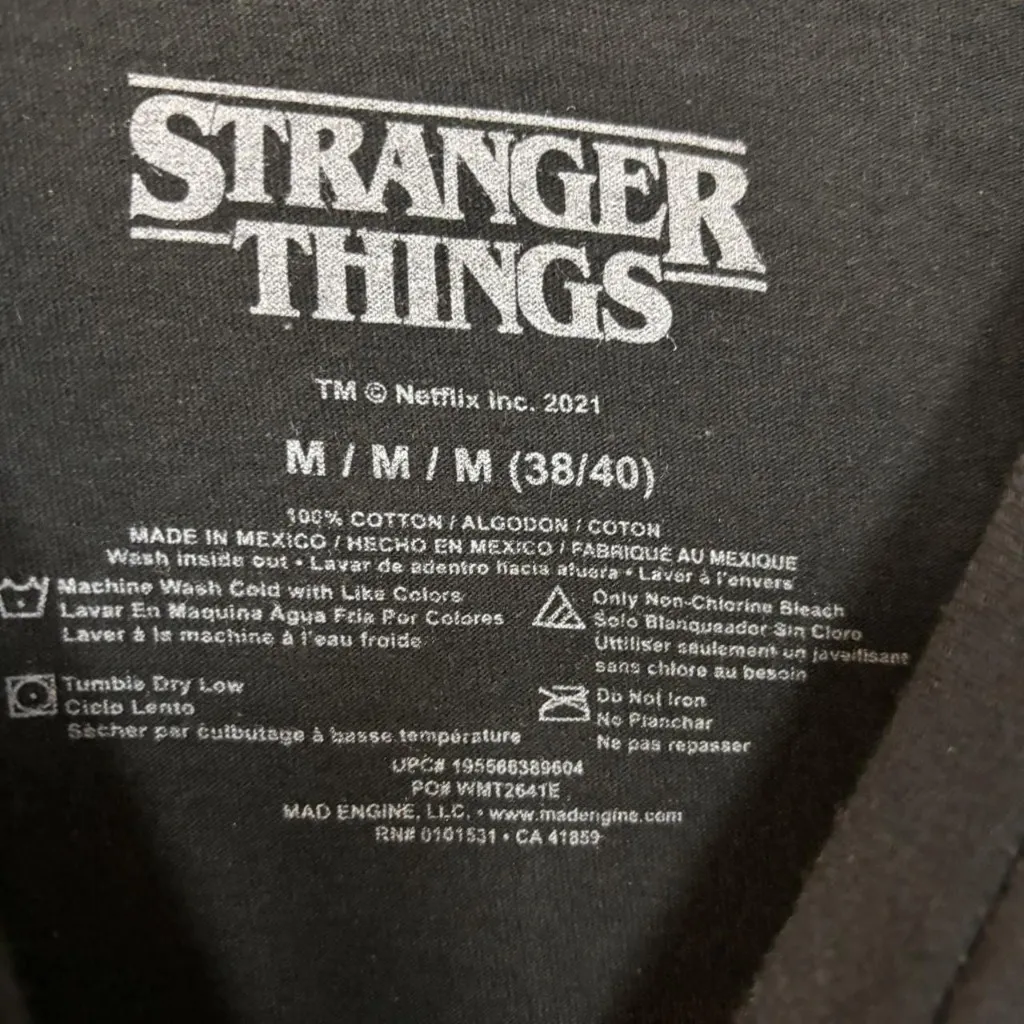 STRANGER
THINGS
TM © Netflix Inc. 2021
M / M / M (38/40)
100% COTTON / ALGODON / COTON
MADE IN MEXICO / HECHO EN MEXICO / FABRIQUÉ AU MEXIQUE
Wash inside out • Lavar de adentro hacia afuera • Laver à l'envers
Machine Wash Cold with Like Colors
Lavar En Maquina Agua Fria Por Colores
Laver à la machine à l'eau froide
Only Non-Chlorine Bleach
Solo Blanqueador Sin Cloro
Uttiliser seulement un javellisant
sans chlore au besoin
Tumble Dry Low
Ciclo Lento
Sècher par culbutage à basse température
Do Not Iron
No Planchar
Ne pas repasser
UPC# 195568389604
PO# WMT2641E
MAD ENGINE, LLC. • www.madengine.com
RN# 0101531 • CA 41859